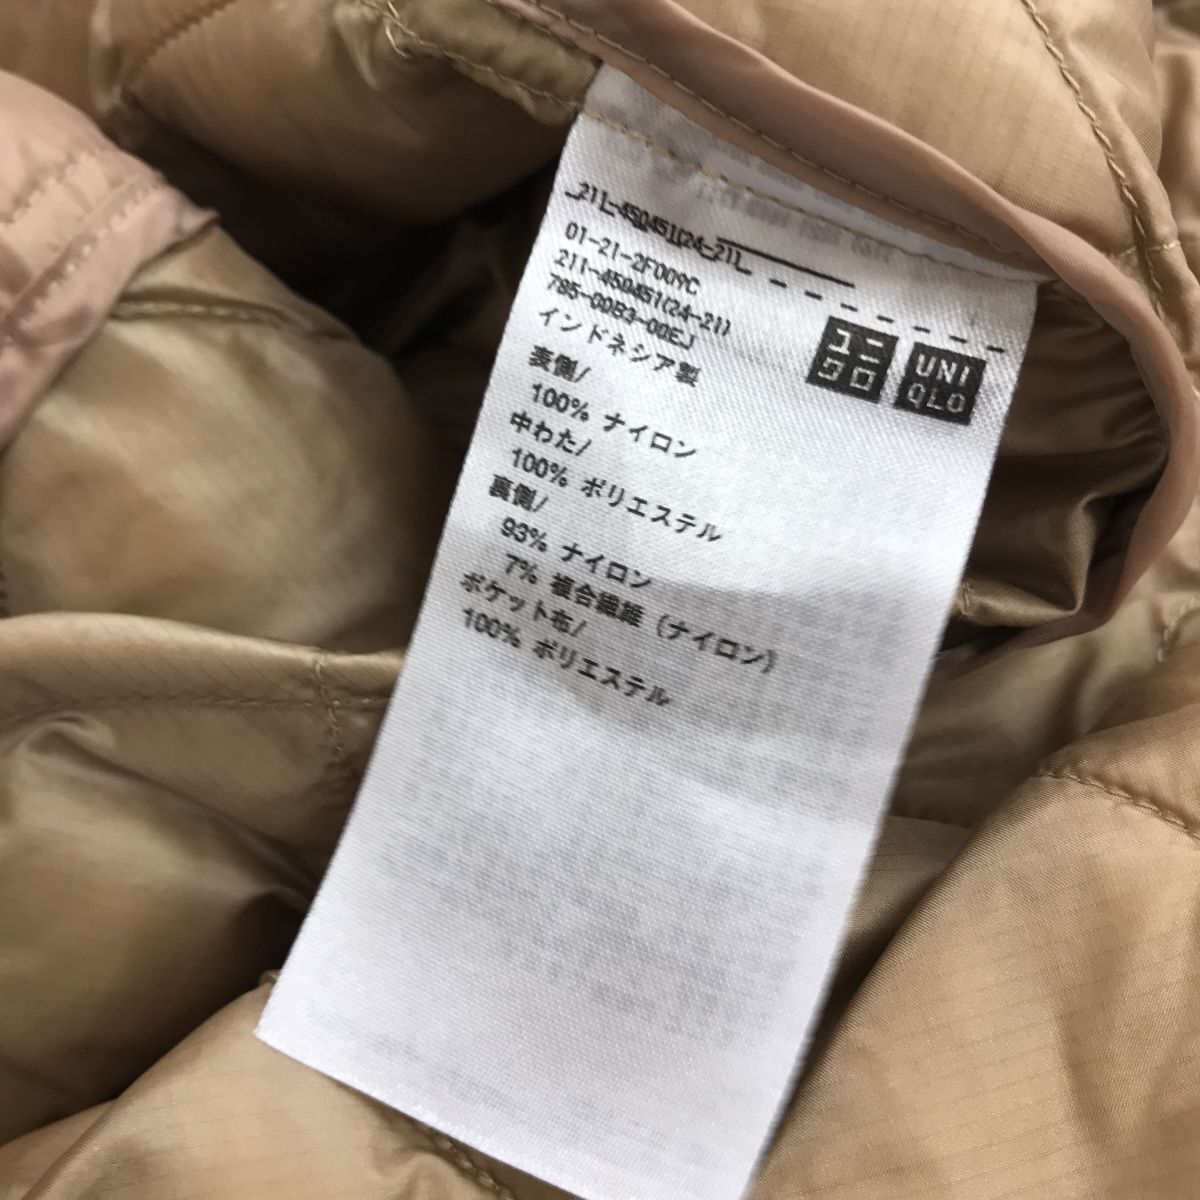 211-450451(24-21)
01-21-2F009C
211-450451(24-21)
785-00B3-00EJ
インドネシア製
ユニクロ
UNIQLO
表側/
100% ナイロン
中わた/
100% ポリエステル
裏側/
93% ナイロン
7% 複合繊維 (ナイロン)
ポケット布/
100% ポリエステル